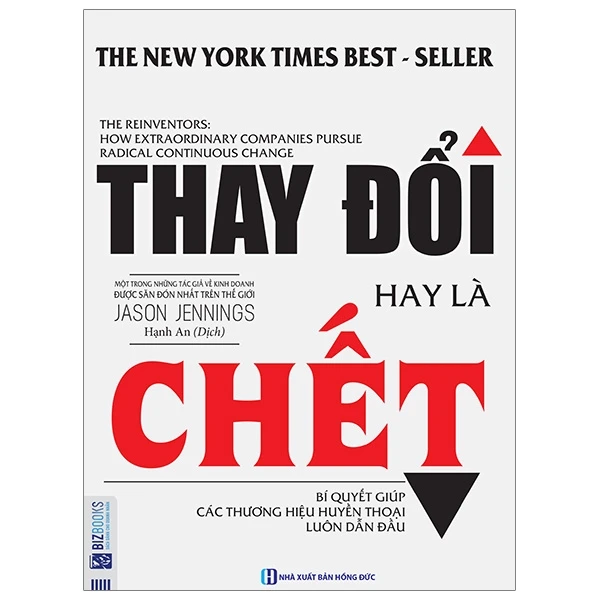 THE NEW YORK TIMES BEST - SELLER
THE REINVENTORS:
HOW EXTRAORDINARY COMPANIES PURSUE
RADICAL CONTINUOUS CHANGE
THAY ĐỔI
MỘT TRONG NHỮNG TÁC GIẢ VỀ KINH DOANH
ĐƯỢC SĂN ĐÓN NHẤT TRÊN THẾ GIỚI
JASON JENNINGS
Hạnh An (Dịch)
HAY LÀ
CHẾT
BÍ QUYẾT GIÚP
CÁC THƯƠNG HIỆU HUYỀN THOẠI
LUÔN DẪN ĐẦU
BIZBOOKS
NHÀ XUẤT BẢN HỒNG ĐỨC